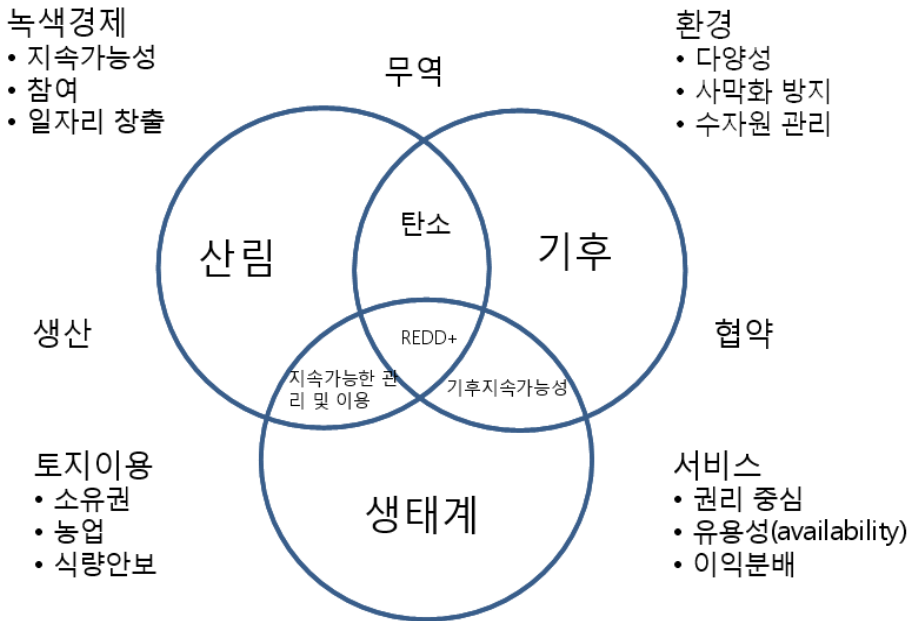 녹색경제
• 지속가능성
• 참여
• 일자리 창출
무역
환경
• 다양성
• 사막화 방지
• 수자원 관리
산림
탄소
기후
생산
REDD+
협약
지속가능한 관
리 및 이용
기후지속가능성
토지이용
• 소유권
• 농업
• 식량안보
생태계
서비스
• 권리 중심
• 유용성(availability)
• 이익분배